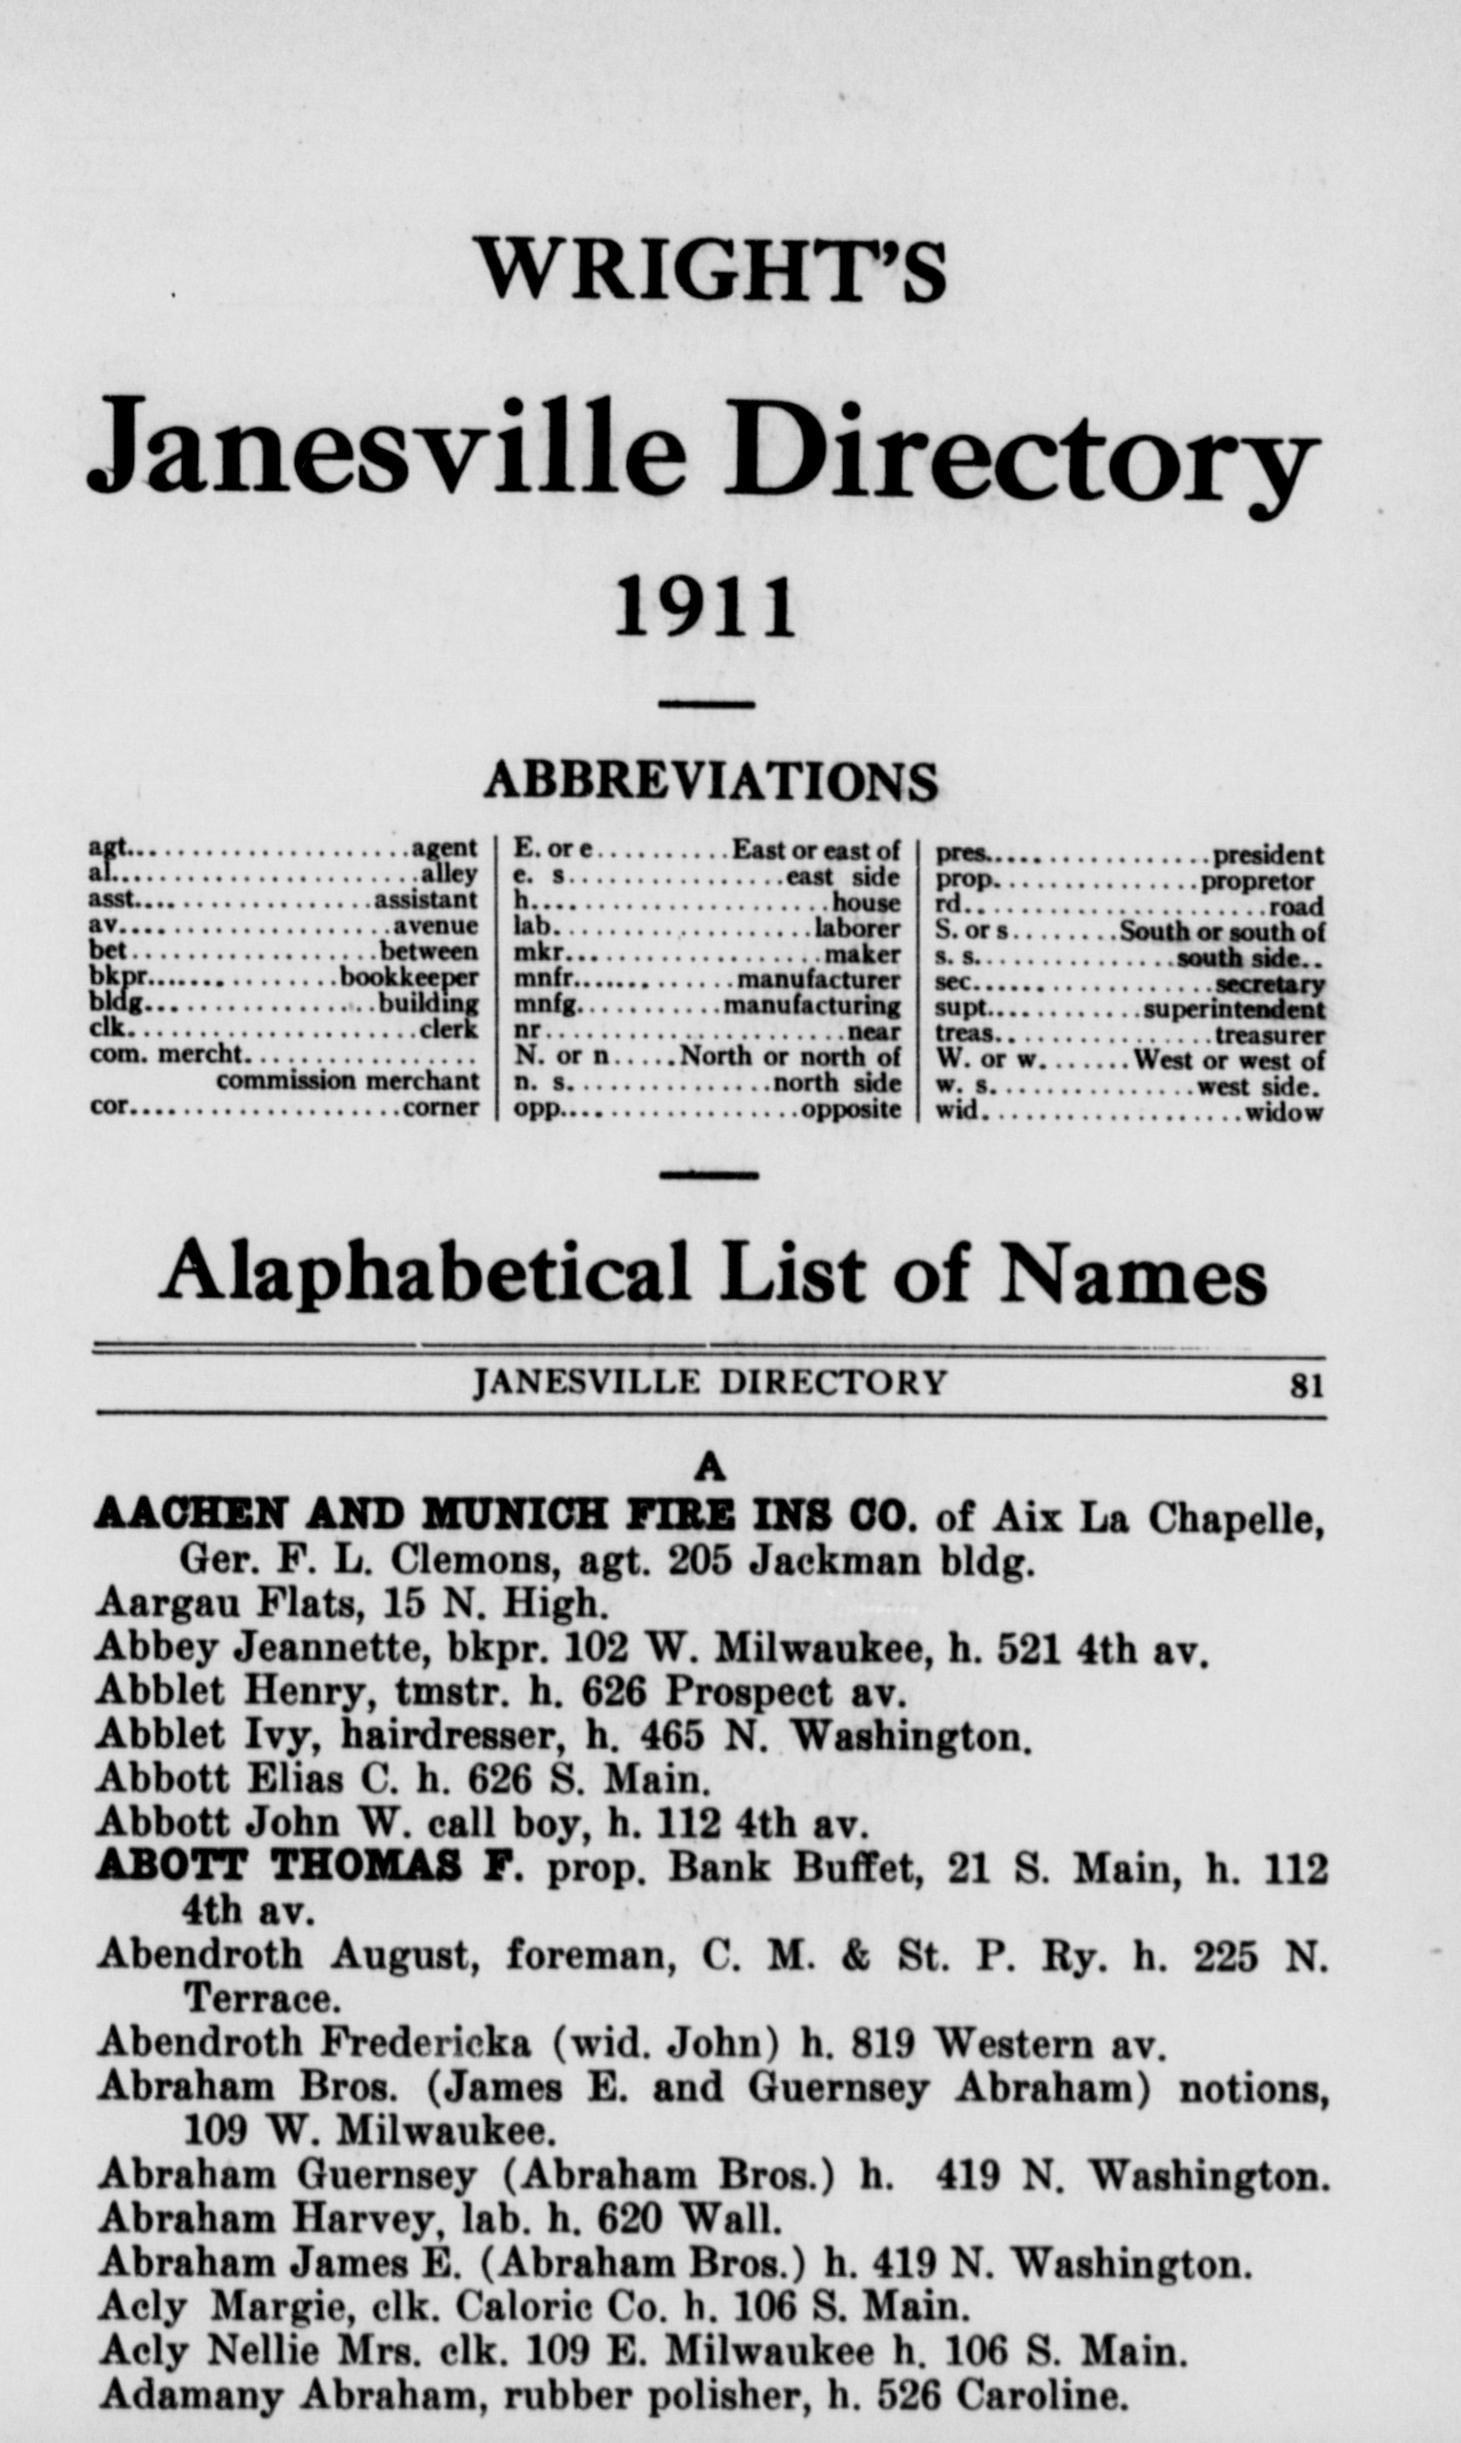 WRIGHT'S
Janesville Directory
1911
ABBREVIATIONS
agt......................agent
al........................alley
asst...................assistant
av.....................avenue
bet...................between
bkpr...............bookkeeper
bldg..................building
clk.......................clerk
com. mercht..................
commission merchant
cor.....................corner
E. or e...........East or east of
e. s.................east side
h........................house
lab.....................laborer
mkr....................maker
mnfr.............manufacturer
mnfg............manufacturing
nr.........................near
N. or n......North or north of
n. s................north side
opp...................opposite
pres..................president
prop................propretor
rd........................road
S. or s.........South or south of
s. s................south side..
sec...................secretary
supt.............superintendent
treas..................treasurer
W. or w........West or west of
w. s................west side.
wid.....................widow
Alaphabetical List of Names
JANESVILLE DIRECTORY 81
A
AACHEN AND MUNICH FIRE INS CO. of Aix La Chapelle,
Ger. F. L. Clemons, agt. 205 Jackman bldg.
Aargau Flats, 15 N. High.
Abbey Jeannette, bkpr. 102 W. Milwaukee, h. 521 4th av.
Abblet Henry, tmstr. h. 626 Prospect av.
Abblet Ivy, hairdresser, h. 465 N. Washington.
Abbott Elias C. h. 626 S. Main.
Abbott John W. call boy, h. 112 4th av.
ABOTT THOMAS F. prop. Bank Buffet, 21 S. Main, h. 112
4th av.
Abendroth August, foreman, C. M. & St. P. Ry. h. 225 N.
Terrace.
Abendroth Fredericka (wid. John) h. 819 Western av.
Abraham Bros. (James E. and Guernsey Abraham) notions,
109 W. Milwaukee.
Abraham Guernsey (Abraham Bros.) h. 419 N. Washington.
Abraham Harvey, lab. h. 620 Wall.
Abraham James E. (Abraham Bros.) h. 419 N. Washington.
Acly Margie, clk. Caloric Co. h. 106 S. Main.
Acly Nellie Mrs. clk. 109 E. Milwaukee h. 106 S. Main.
Adamany Abraham, rubber polisher, h. 526 Caroline.